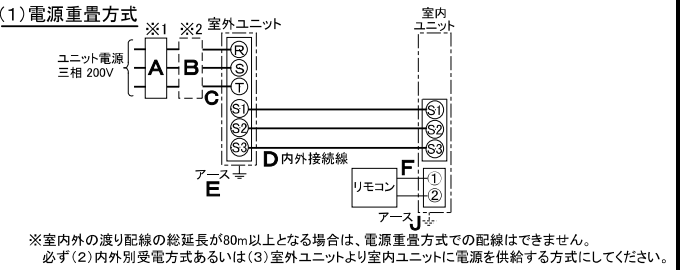 (1)電源重畳方式
※1 ※2 室外ユニット
室内
ユニット
ユニット電源
三相 200V
A
B
C
R
S
T
S1
S2
S3
S1
S2
S3
D 内外接続線
アース
E
F
リモコン
①
②
アース J
※室内外の渡り配線の総延長が80m以上となる場合は、電源重畳方式での配線はできません。
必ず(2)内外別受電方式あるいは(3)室外ユニットより室内ユニットに電源を供給する方式にしてください。